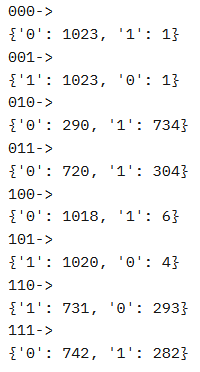 000->
{'0': 1023, '1': 1}
001->
{'1': 1023, '0': 1}
010->
{'0': 290, '1': 734}
011->
{'0': 720, '1': 304}
100->
{'0': 1018, '1': 6}
101->
{'1': 1020, '0': 4}
110->
{'1': 731, '0': 293}
111->
{'0': 742, '1': 282}